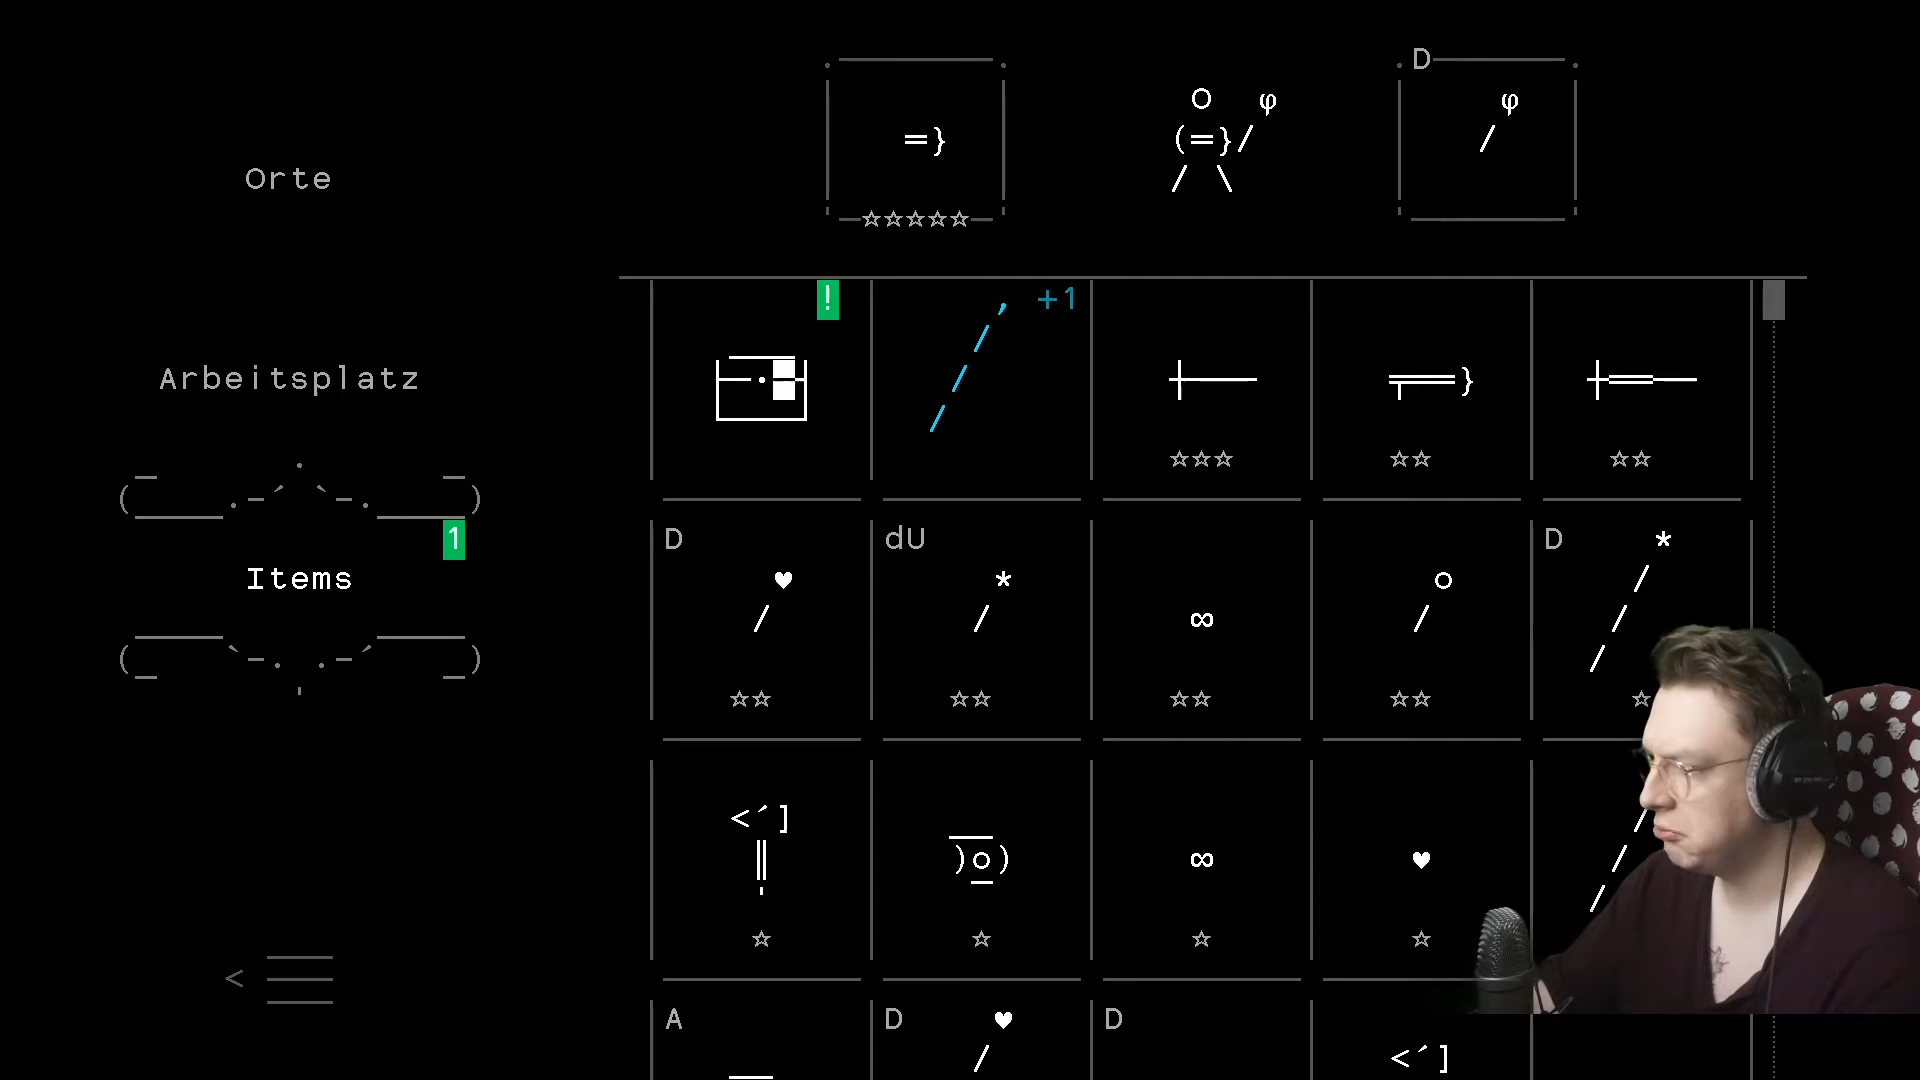 Orte
Arbeitsplatz
1
Items
<
D
=}
φ
O
(=}/
/ \
φ
/
☆☆☆☆☆
!
+1
☆☆☆
☆☆
☆☆
D
dU
D
♥
/
*
/
∞
o
/
*
☆☆
☆☆
☆☆
☆☆
☆
<´]
‖
'
)o)
∞
♥
☆
☆
☆
☆
A
D
D
♥
/
<´]